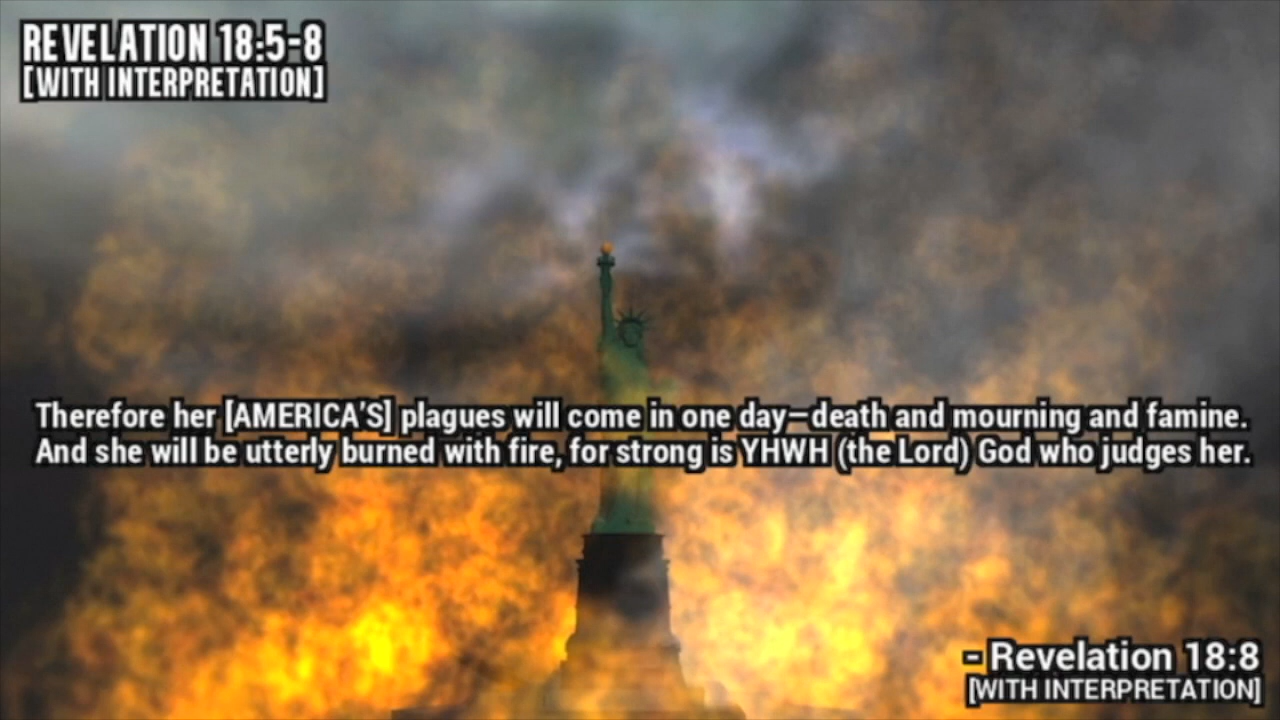 REVELATION 18:5-8
[WITH INTERPRETATION]
Therefore her [AMERICA'S] plagues will come in one day—death and mourning and famine.
And she will be utterly burned with fire, for strong is YHWH (the Lord) God who judges her.
- Revelation 18:8
[WITH INTERPRETATION]